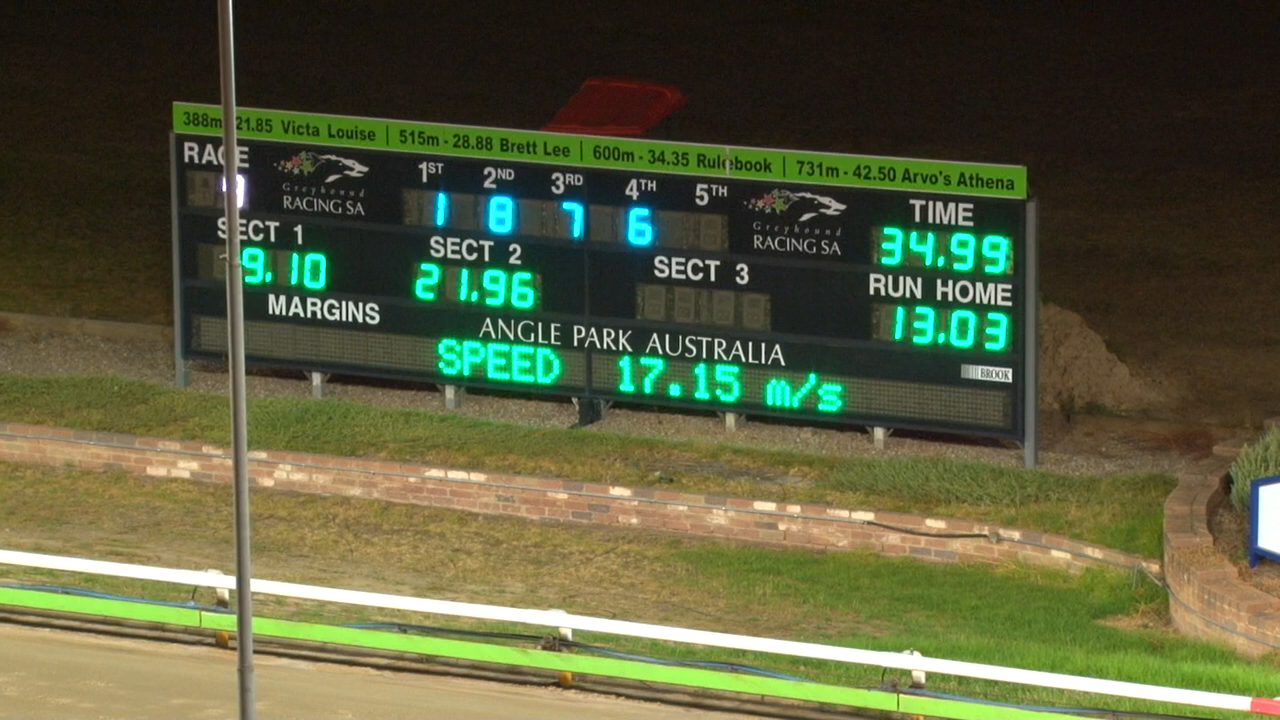 388m 21.85 Victa Louise | 515m - 28.88 Brett Lee | 600m - 34.35 Rulebook | 731m - 42.50 Arvo's Athena
RACE
Greyhound
RACING SA
1ST 2ND 3RD 4TH 5TH
1 8 7 6
Greyhound
RACING SA
TIME
34.99
SECT 1
9.10
SECT 2
21.96
SECT 3
RUN HOME
13.03
MARGINS
ANGLE PARK AUSTRALIA
SPEED 17.15 m/s
BROOK